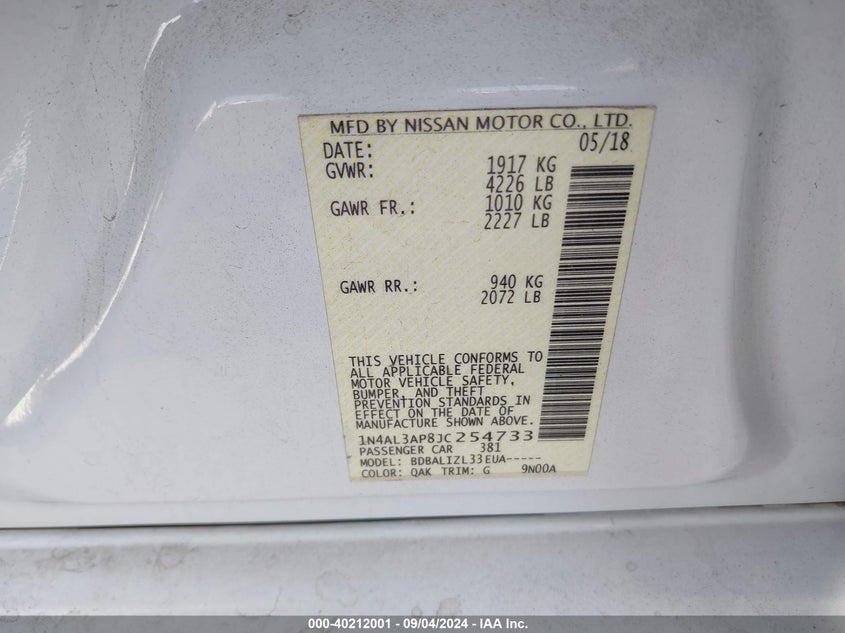 MFD BY NISSAN MOTOR CO., LTD.
DATE: 05/18
GVWR: 1917 KG
4226 LB
GAWR FR.: 1010 KG
2227 LB
GAWR RR.: 940 KG
2072 LB
THIS VEHICLE CONFORMS TO
ALL APPLICABLE FEDERAL
MOTOR VEHICLE SAFETY,
BUMPER, AND THEFT
PREVENTION STANDARDS IN
EFFECT ON THE DATE OF
MANUFACTURE SHOWN ABOVE.
1N4AL3AP8JC254733
PASSENGER CAR 381
MODEL: BDBALIZL33EUA-----
COLOR: QAK TRIM: G 9N00A
000-40212001 - 09/04/2024 - IAA Inc.